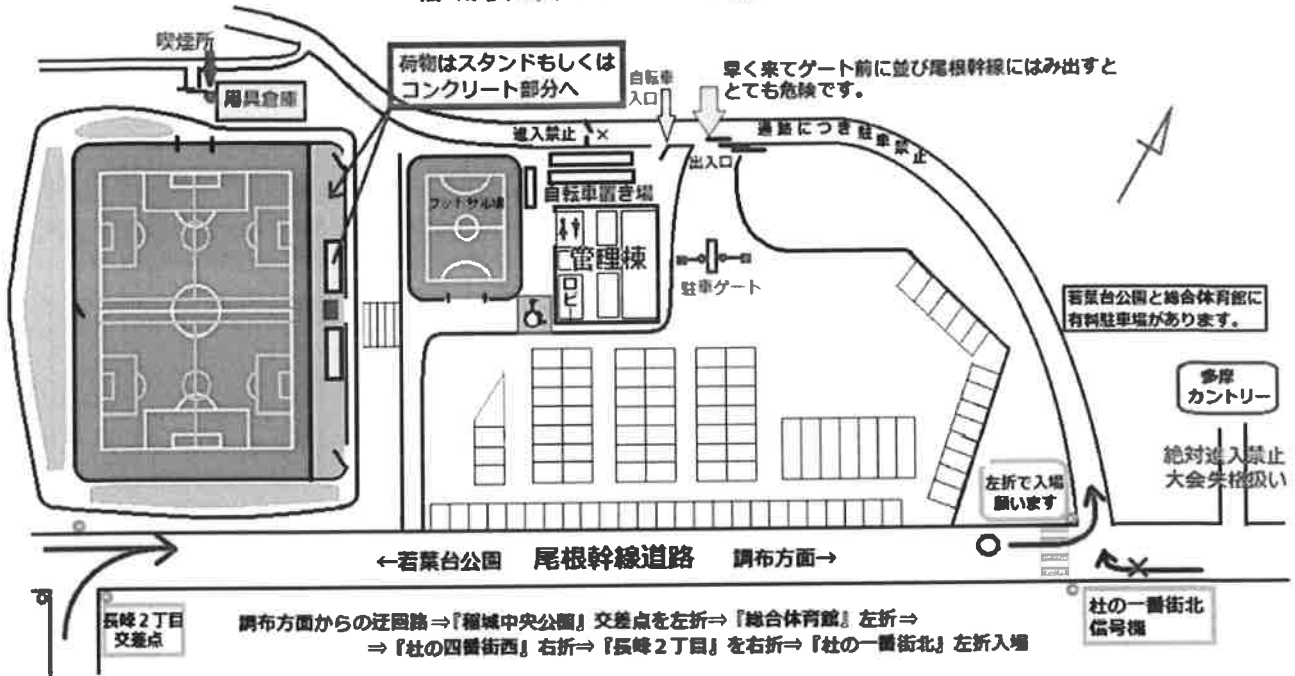 喫煙所
用具倉庫
荷物はスタンドもしくは
コンクリート部分へ
自転車
入口
早く来てゲート前に並び尾根幹線にはみ出すと
とても危険です。
進入禁止 ×
通路につき駐車禁止
出入口
自転車置き場
フットサル場
管理棟
ロビー
駐車ゲート
若葉台公園と総合体育館に
有料駐車場があります。
多摩
カントリー
絶対進入禁止
大会失格扱い
左折で入場
願います
←若葉台公園 尾根幹線道路 調布方面→
長峰2丁目
交差点
杜の一番街北
信号機
調布方面からの迂回路⇒『稲城中央公園』交差点を左折⇒『総合体育館』左折⇒
⇒『杜の四番街西』右折⇒『長峰2丁目』を右折⇒『杜の一番街北』左折入場